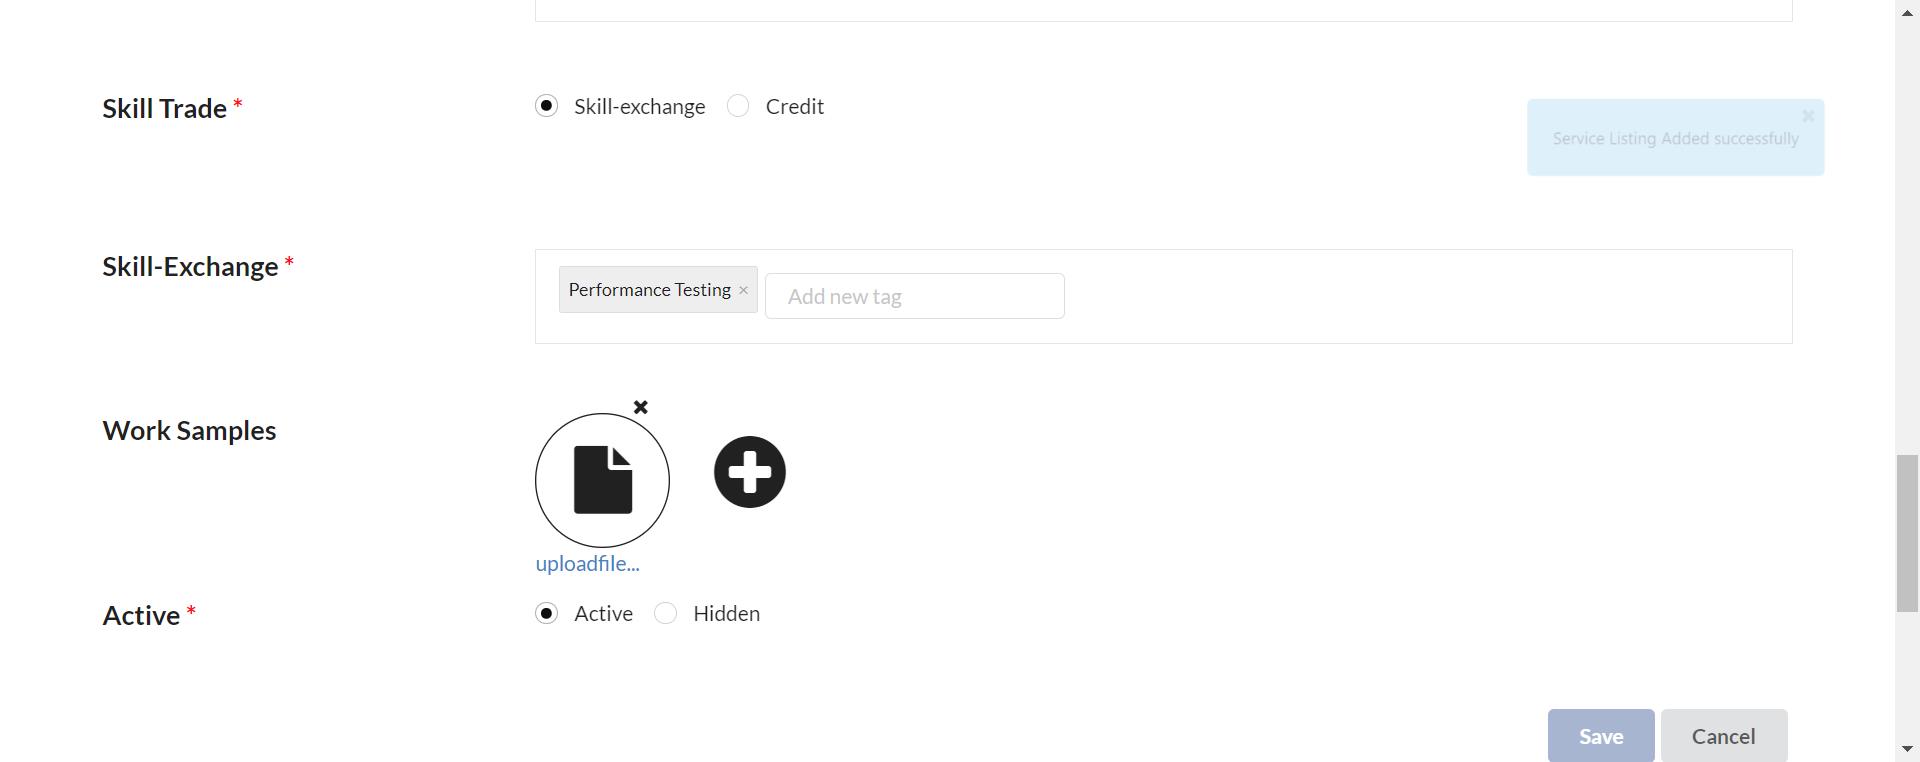 Skill Trade *
Skill-exchange Credit
Service Listing Added successfully
Skill-Exchange *
Performance Testing × Add new tag
Work Samples
uploadfile...
Active *
Active Hidden
Save Cancel